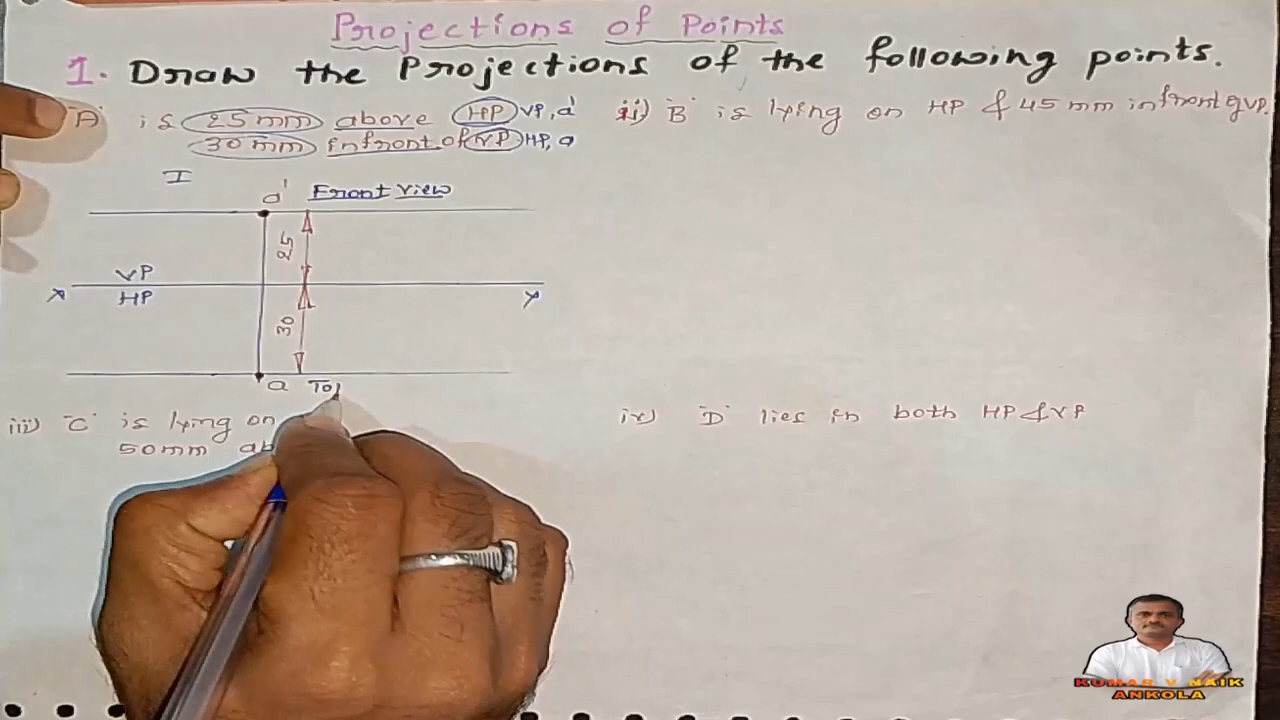 Projections of Points
1. Draw the Projections of the following points.
'A' is 25mm above HP VP, a'
30mm infront of VP HP, a
ii) 'B' is lying on HP & 45mm infront of VP.
I
a' Front View
25
VP
X HP Y
30
a Top
iii) 'C' is lying on
50mm ab
iv) 'D' lies in both HP & VP
KUMAR V NAIK
ANKOLA